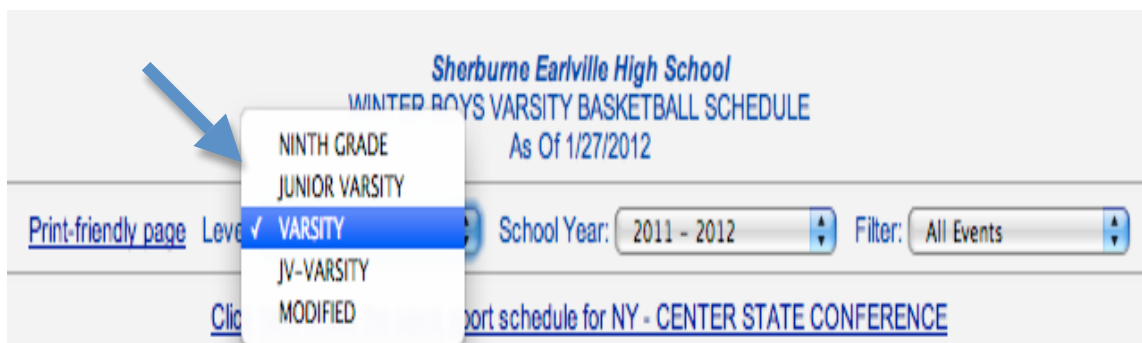 Sherburne Earlville High School
WINTER BOYS VARSITY BASKETBALL SCHEDULE
As Of 1/27/2012
NINTH GRADE
JUNIOR VARSITY
Print-friendly page Leve ✓ VARSITY School Year: 2011 - 2012 Filter: All Events
JV-VARSITY
MODIFIED
Clic port schedule for NY - CENTER STATE CONFERENCE